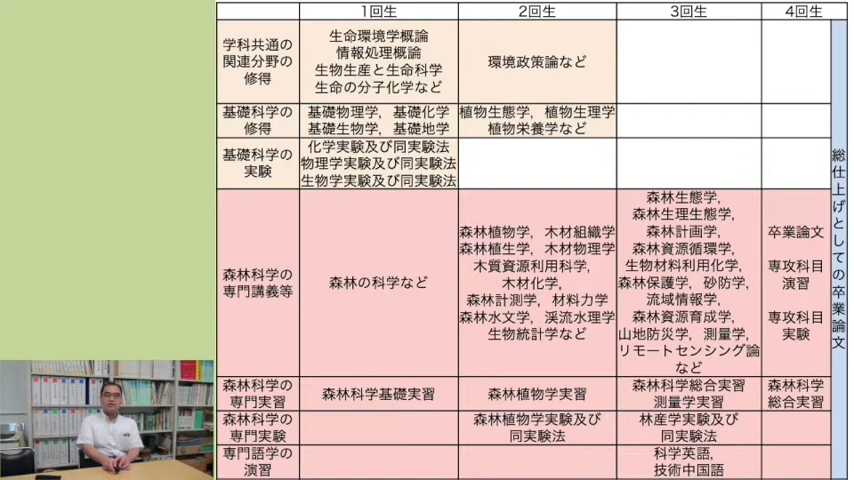 1回生
2回生
3回生
4回生
学科共通の
関連分野の
修得
生命環境学概論
情報処理概論
生物生産と生命科学
生命の分子化学など
環境政策論など
基礎科学の
修得
基礎物理学，基礎化学
基礎生物学，基礎地学
植物生態学，植物生理学
植物栄養学など
基礎科学の
実験
化学実験及び同実験法
物理学実験及び同実験法
生物学実験及び同実験法
森林科学の
専門講義等
森林の科学など
森林植物学，木材組織学
森林植生学，木材物理学
木質資源利用科学，
木材化学，
森林計測学，材料力学
森林水文学，渓流水理学
生物統計学など
森林生態学，
森林生理生態学，
森林計画学，
森林資源循環学，
生物材料利用化学，
森林保護学，砂防学，
流域情報学，
森林資源育成学，
山地防災学，測量学，
リモートセンシング論
など
卒業論文
専攻科目
演習
専攻科目
実験
森林科学の
専門実習
森林科学基礎実習
森林植物学実習
森林科学総合実習
測量学実習
森林科学
総合実習
森林科学の
専門実験
森林植物学実験及び
同実験法
林産学実験及び
同実験法
専門語学の
演習
科学英語，
技術中国語
総仕上げとしての卒業論文